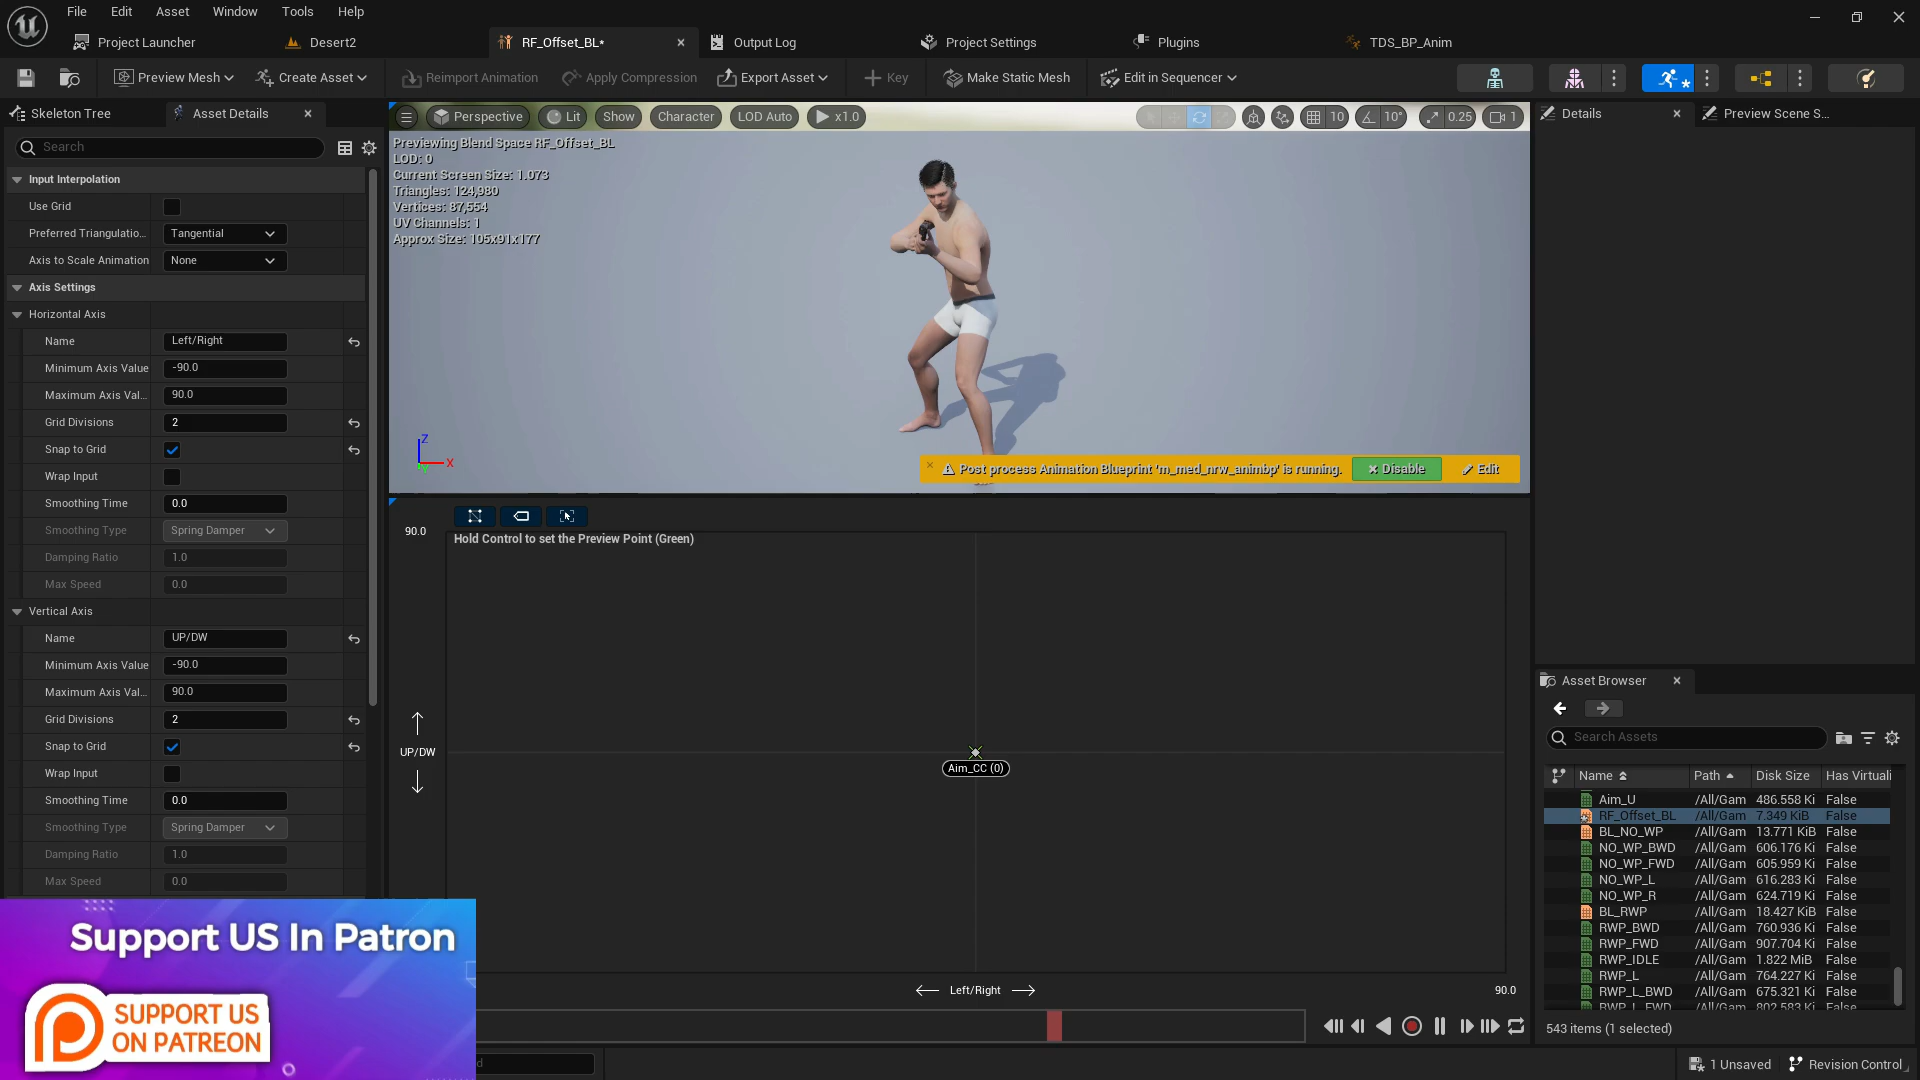 File Edit Asset Window Tools Help
Project Launcher Desert2 RF_Offset_BL* Output Log Project Settings Plugins TDS_BP_Anim
Preview Mesh Create Asset Reimport Animation Apply Compression Export Asset Key Make Static Mesh Edit in Sequencer
Skeleton Tree Asset Details
Search
Input Interpolation
Use Grid
Preferred Triangulatio... Tangential
Axis to Scale Animation None
Axis Settings
Horizontal Axis
Name Left/Right
Minimum Axis Value -90.0
Maximum Axis Val... 90.0
Grid Divisions 2
Snap to Grid
Wrap Input
Smoothing Time 0.0
Smoothing Type Spring Damper
Damping Ratio 1.0
Max Speed 0.0
Vertical Axis
Name UP/DW
Minimum Axis Value -90.0
Maximum Axis Val... 90.0
Grid Divisions 2
Snap to Grid
Wrap Input
Smoothing Time 0.0
Smoothing Type Spring Damper
Damping Ratio 1.0
Max Speed 0.0
Support US In Patron
SUPPORT US
ON PATREON
Perspective Lit Show Character LOD Auto x1.0 10 10° 0.25 1
Previewing Blend Space RF_Offset_BL
LOD: 0
Current Screen Size: 1.073
Triangles: 124,980
Vertices: 87,554
UV Channels: 1
Approx Size: 105x91x177
Z
X
Y
Post process Animation Blueprint 'm_med_nrw_animbp' is running. Disable Edit
90.0
Hold Control to set the Preview Point (Green)
UP/DW
Aim_CC (0)
Left/Right 90.0
Details Preview Scene S...
Asset Browser
Search Assets
Name Path Disk Size Has Virtuali
Aim_U /All/Gam 486.558 Ki False
RF_Offset_BL /All/Gam 7.349 KiB False
BL_NO_WP /All/Gam 13.771 KiB False
NO_WP_BWD /All/Gam 606.176 Ki False
NO_WP_FWD /All/Gam 605.959 Ki False
NO_WP_L /All/Gam 616.283 Ki False
NO_WP_R /All/Gam 624.719 Ki False
BL_RWP /All/Gam 18.427 KiB False
RWP_BWD /All/Gam 760.936 Ki False
RWP_FWD /All/Gam 907.704 Ki False
RWP_IDLE /All/Gam 1.822 MiB False
RWP_L /All/Gam 764.227 Ki False
RWP_L_BWD /All/Gam 675.321 Ki False
RWP_L_FWD /All/Gam 802.583 Ki False
543 items (1 selected)
1 Unsaved Revision Control